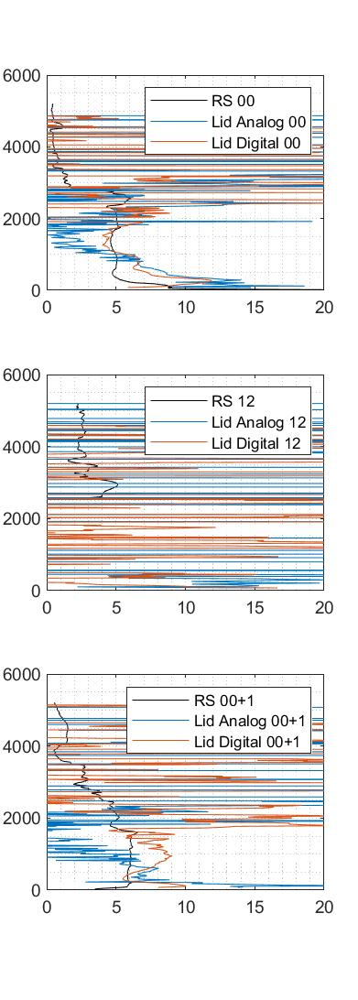 6000
4000
2000
0
RS 00
Lid Analog 00
Lid Digital 00
0 5 10 15 20
6000
4000
2000
0
RS 12
Lid Analog 12
Lid Digital 12
0 5 10 15 20
6000
4000
2000
0
RS 00+1
Lid Analog 00+1
Lid Digital 00+1
0 5 10 15 20